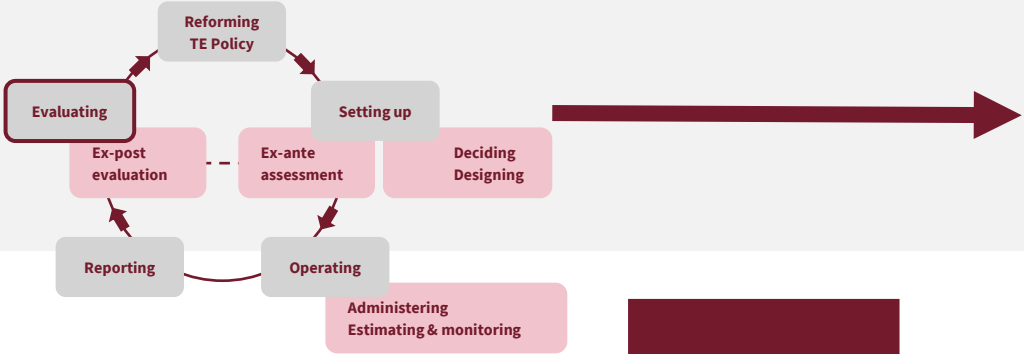 Reforming
TE Policy
Evaluating
Setting up
Ex-post
evaluation
Ex-ante
assessment
Deciding
Designing
Reporting
Operating
Administering
Estimating & monitoring